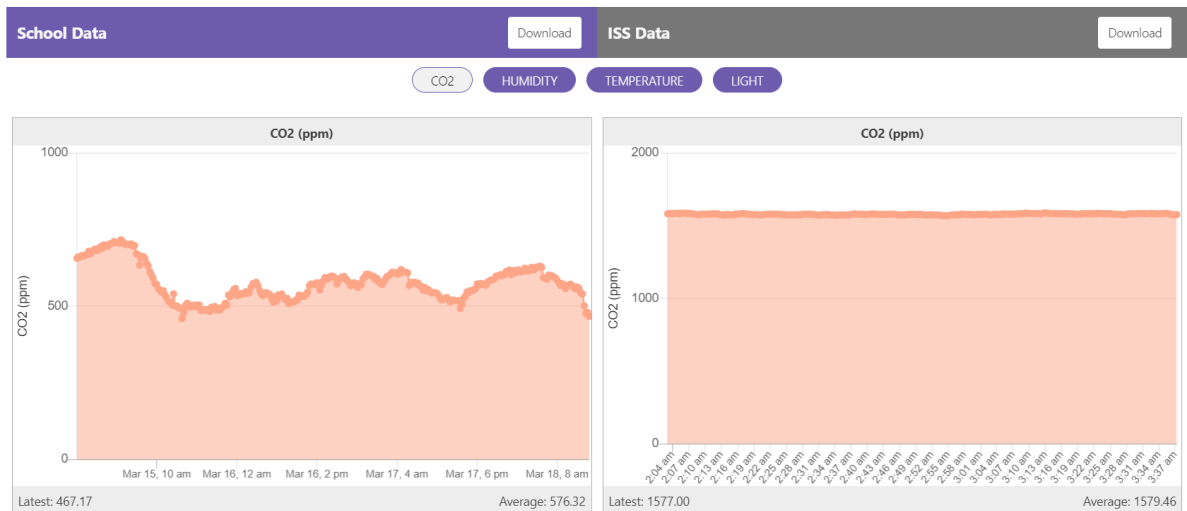 School Data
Download
ISS Data
Download
CO2
HUMIDITY
TEMPERATURE
LIGHT
CO2 (ppm)
1000
500
0
CO2 (ppm)
Mar 15, 10 am
Mar 16, 12 am
Mar 16, 2 pm
Mar 17, 4 am
Mar 17, 6 pm
Mar 18, 8 am
Latest: 467.17
Average: 576.32
CO2 (ppm)
2000
1000
0
CO2 (ppm)
2:04 am
2:07 am
2:10 am
2:13 am
2:16 am
2:19 am
2:22 am
2:25 am
2:28 am
2:31 am
2:34 am
2:37 am
2:40 am
2:43 am
2:46 am
2:49 am
2:52 am
2:55 am
2:58 am
3:01 am
3:04 am
3:07 am
3:10 am
3:13 am
3:16 am
3:19 am
3:22 am
3:25 am
3:28 am
3:31 am
3:34 am
3:37 am
Latest: 1577.00
Average: 1579.46